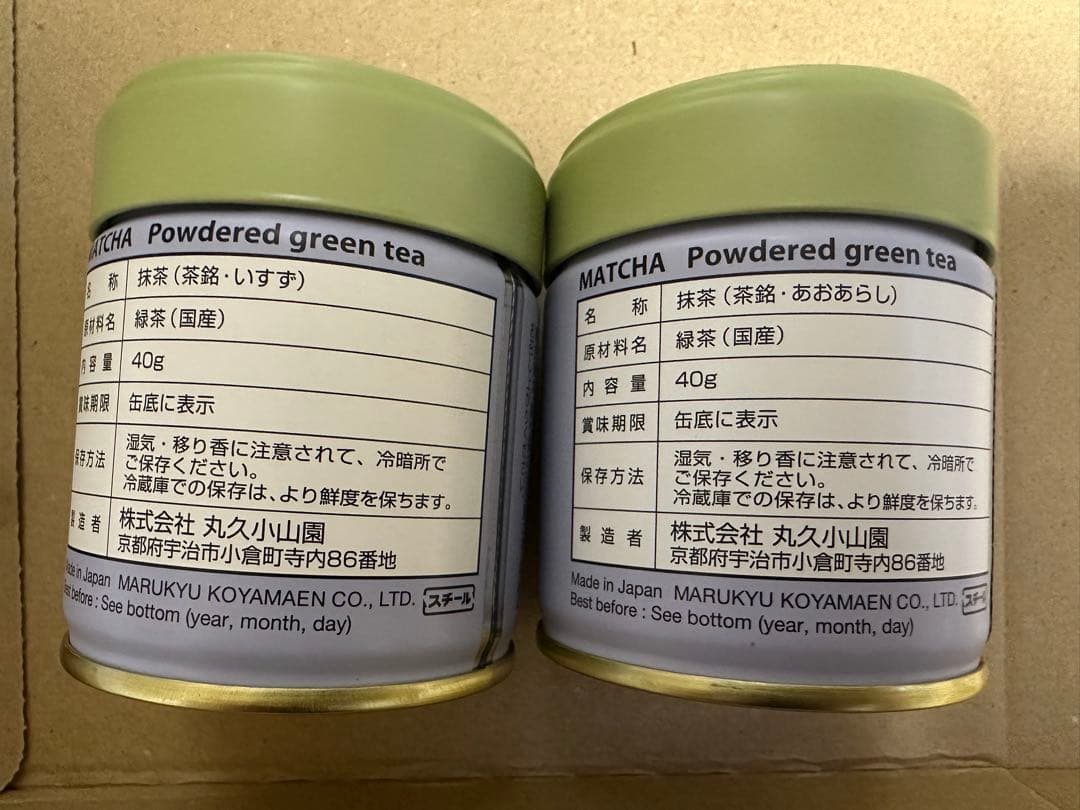 MATCHA Powdered green tea
名 称 抹茶(茶銘・いすず)
原材料名 緑茶(国産)
内容量 40g
賞味期限 缶底に表示
保存方法 湿気・移り香に注意されて、冷暗所で
ご保存ください。
冷蔵庫での保存は、より鮮度を保ちます。
製造者 株式会社 丸久小山園
京都府宇治市小倉町寺内86番地
Made in Japan MARUKYU KOYAMAEN CO., LTD. スチール
Best before : See bottom (year, month, day)
MATCHA Powdered green tea
名 称 抹茶(茶銘・あおあらし)
原材料名 緑茶(国産)
内容量 40g
賞味期限 缶底に表示
保存方法 湿気・移り香に注意されて、冷暗所で
ご保存ください。
冷蔵庫での保存は、より鮮度を保ちます。
製造者 株式会社 丸久小山園
京都府宇治市小倉町寺内86番地
Made in Japan MARUKYU KOYAMAEN CO., LTD. スチール
Best before : See bottom (year, month, day)